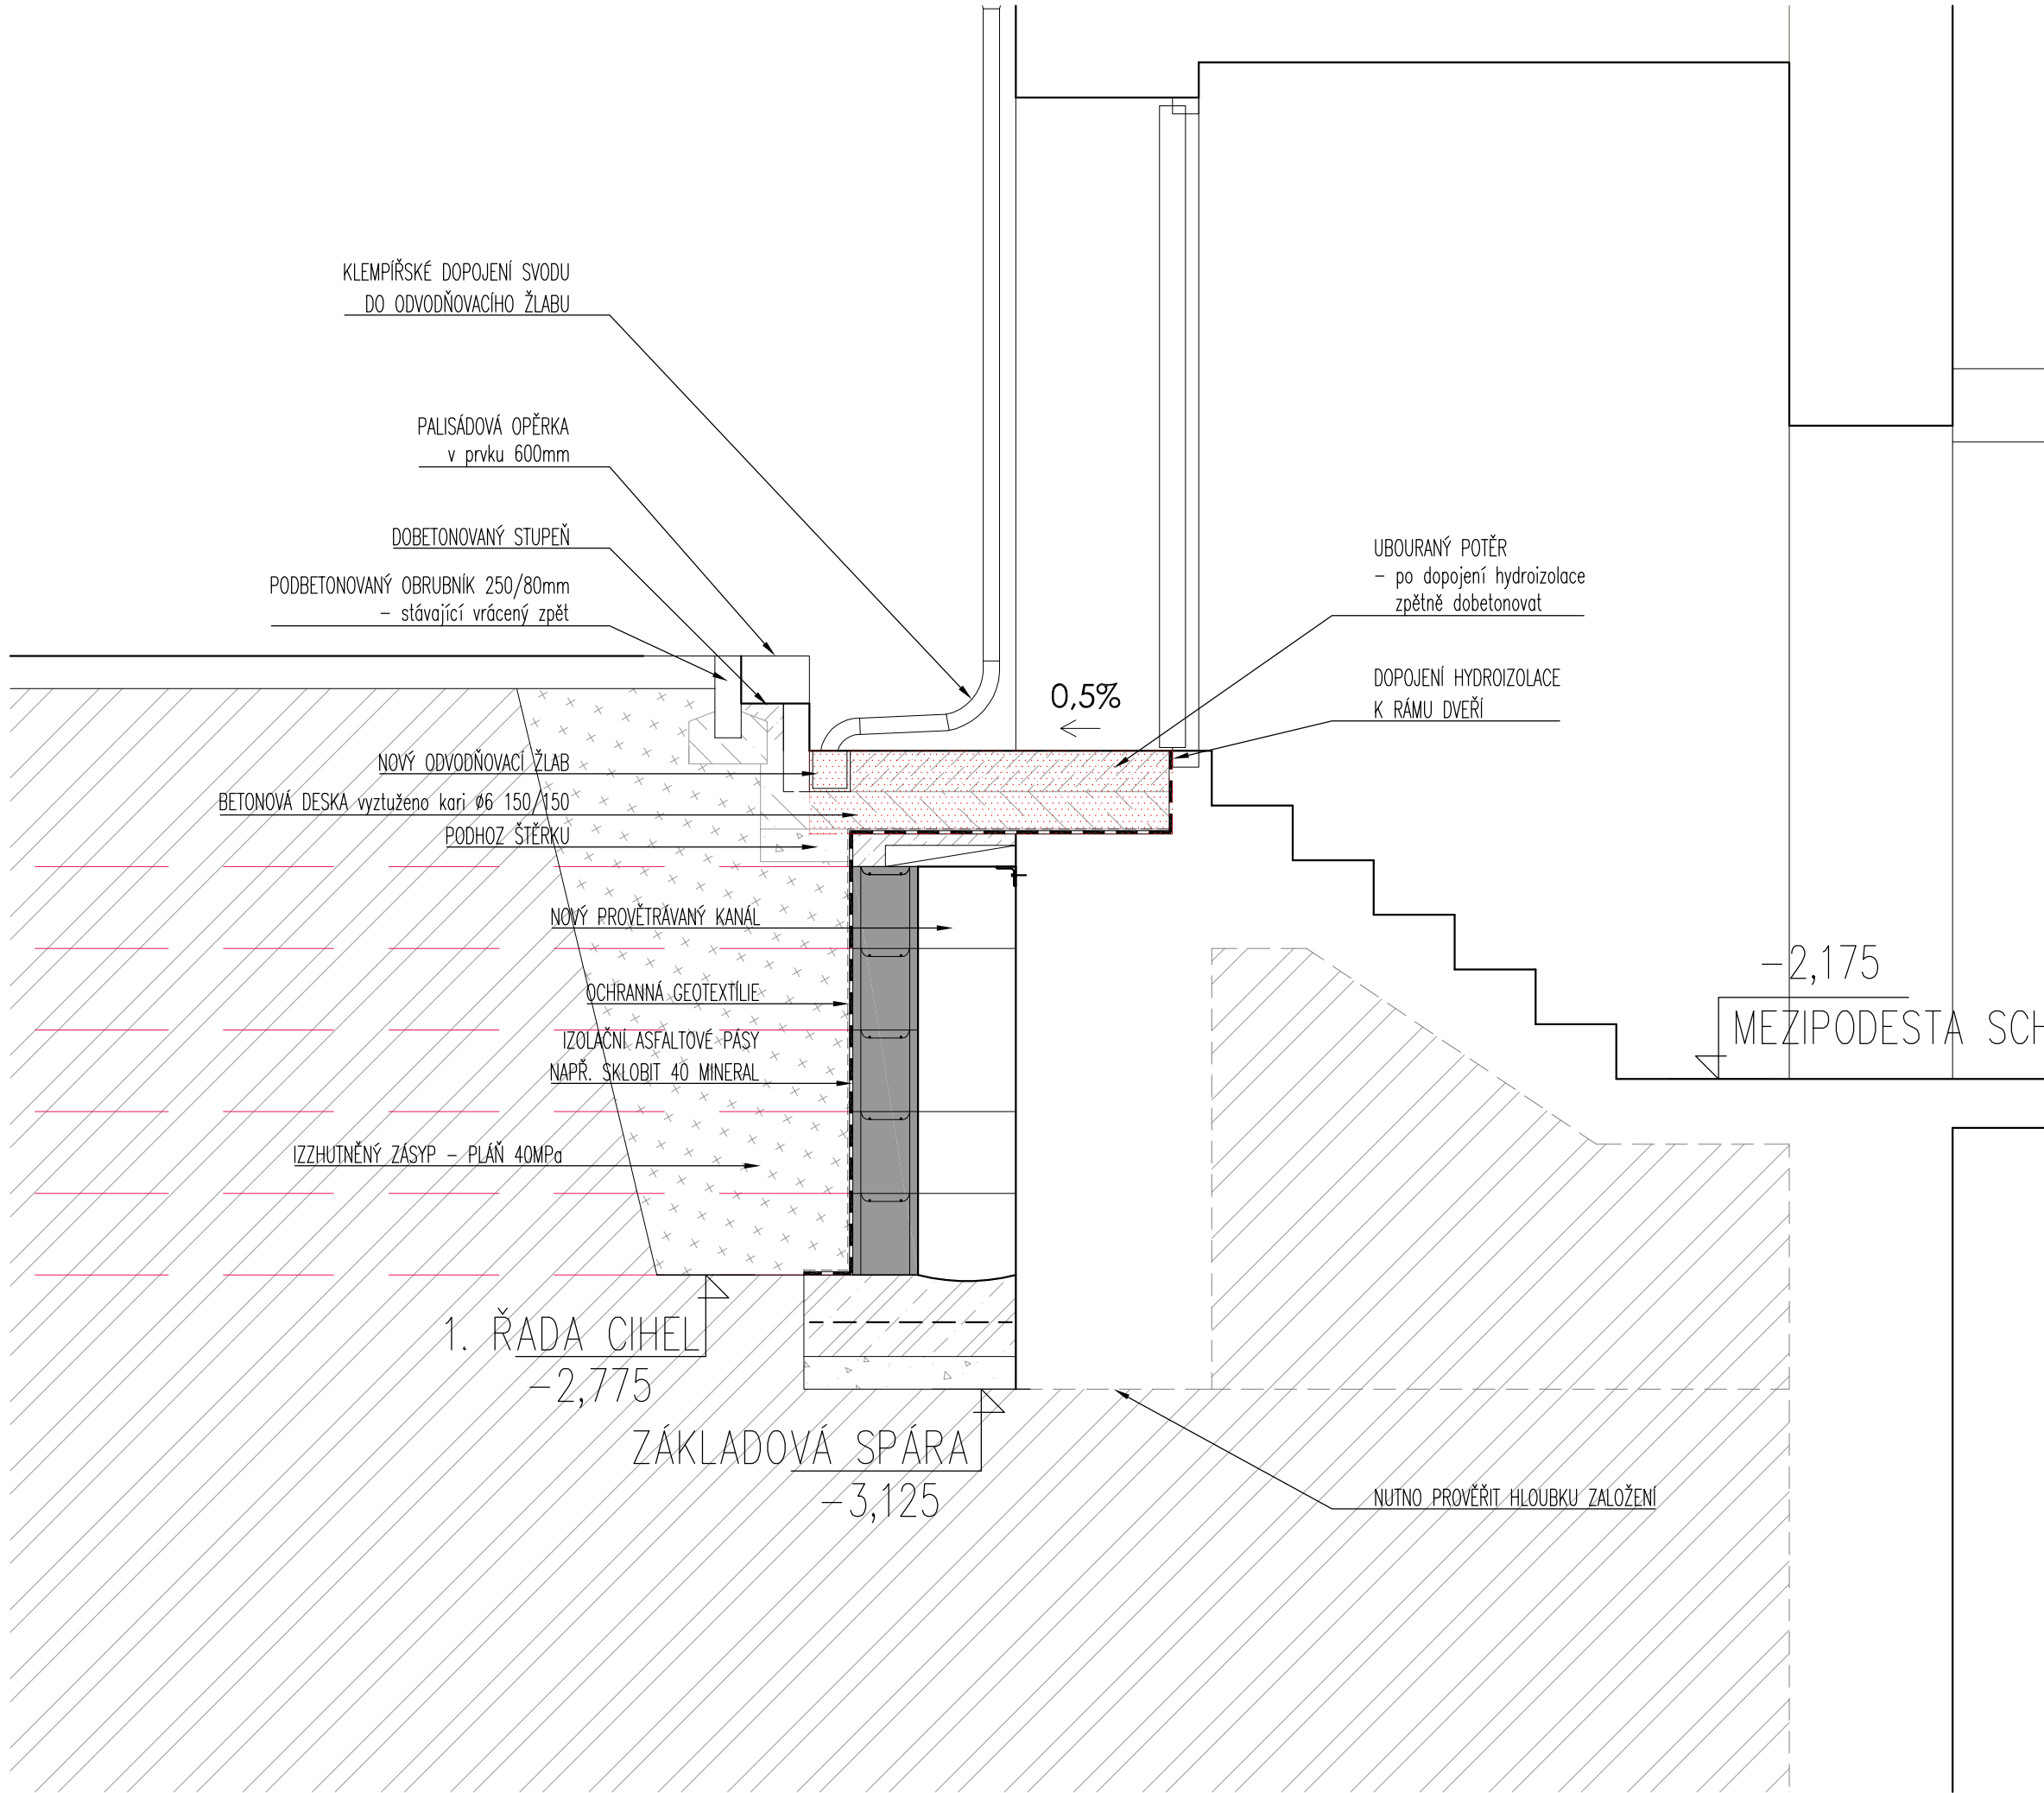 KLEMPÍŘSKÉ DOPOJENÍ SVODU
DO ODVODŇOVACÍHO ŽLABU
PALISÁDOVÁ OPĚRKA
v prvku 600mm
DOBETONOVANÝ STUPEŇ
PODBETONOVANÝ OBRUBNÍK 250/80mm
– stávající vrácený zpět
NOVÝ ODVODŇOVACÍ ŽLAB
BETONOVÁ DESKA vyztuženo kari ø6 150/150
PODHOZ ŠTĚRKU
NOVÝ PROVĚTRÁVANÝ KANÁL
OCHRANNÁ GEOTEXTÍLIE
IZOLAČNÍ ASFALTOVÉ PÁSY
NAPŘ. SKLOBIT 40 MINERAL
IZZHUTNĚNÝ ZÁSYP – PLÁŇ 40MPa
1. ŘADA CIHEL
–2,775
ZÁKLADOVÁ SPÁRA
–3,125
0,5%
UBOURANÝ POTĚR
– po dopojení hydroizolace
zpětně dobetonovat
DOPOJENÍ HYDROIZOLACE
K RÁMU DVEŘÍ
–2,175
MEZIPODESTA SCH
NUTNO PROVĚŘIT HLOUBKU ZALOŽENÍ